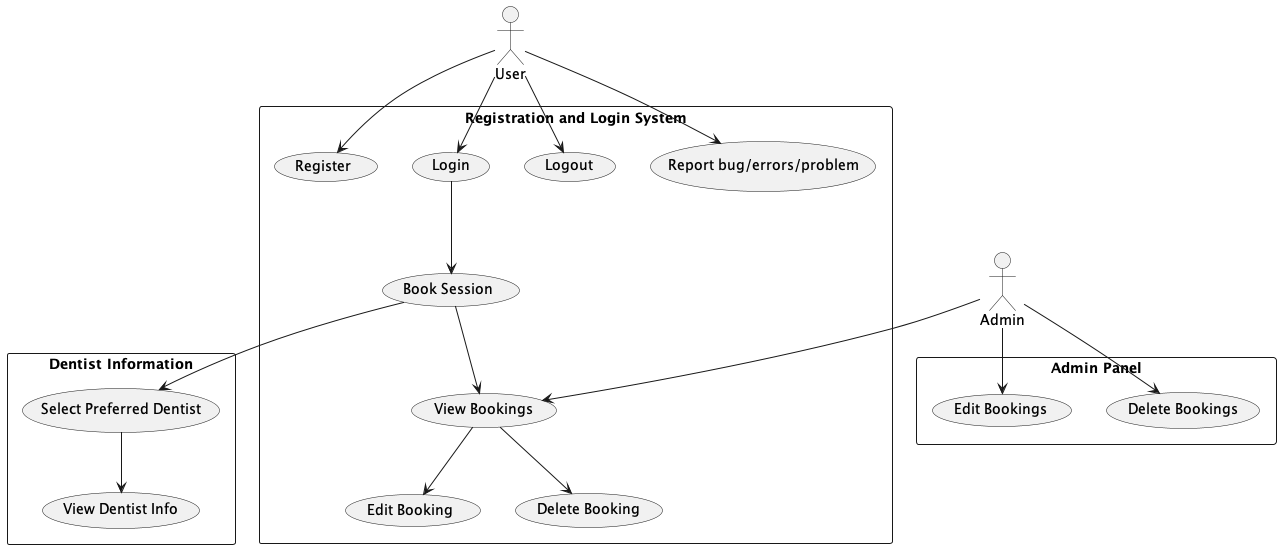 User
Registration and Login System
Register
Login
Logout
Report bug/errors/problem
Book Session
Admin
Dentist Information
Admin Panel
Select Preferred Dentist
View Bookings
Edit Bookings
Delete Bookings
View Dentist Info
Edit Booking
Delete Booking